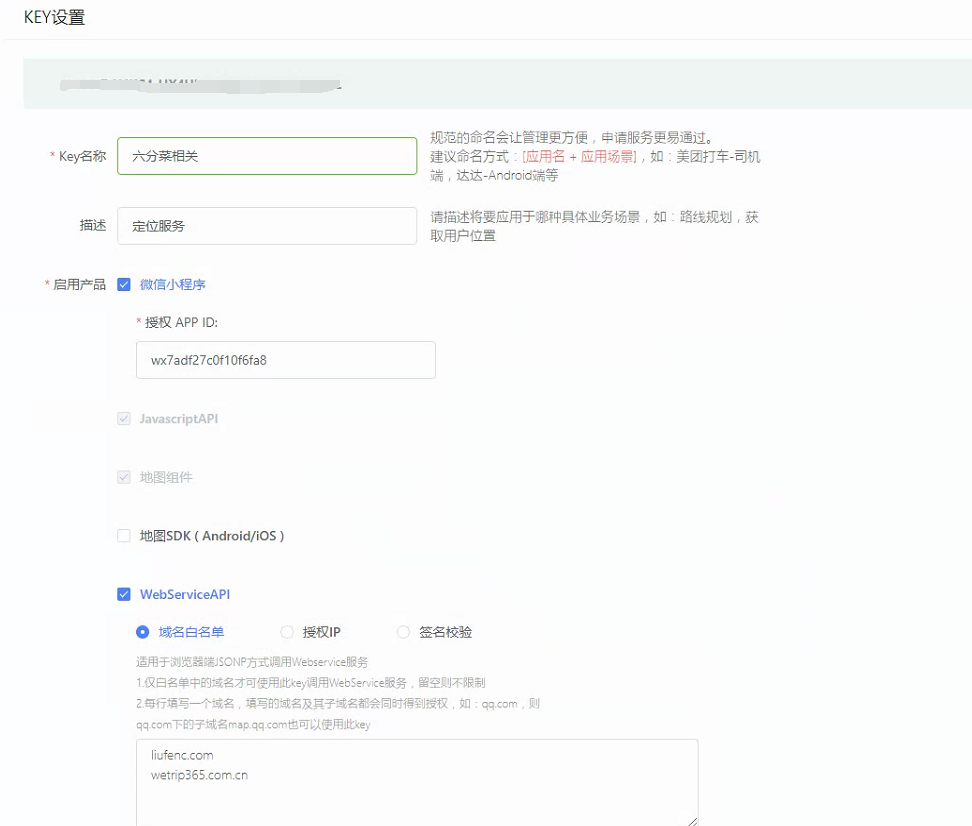 KEY设置
* Key名称
六分菜相关
规范的命名会让管理更方便，申请服务更易通过。
建议命名方式：[应用名 + 应用场景]，如：美团打车-司机
端，达达-Android端等
描述
定位服务
请描述将要应用于哪种具体业务场景，如：路线规划，获
取用户位置
* 启用产品
微信小程序
* 授权 APP ID:
wx7adf27c0f10f6fa8
JavascriptAPI
地图组件
地图SDK ( Android/iOS )
WebServiceAPI
域名白名单
授权IP
签名校验
适用于浏览器端JSONP方式调用Webservice服务
1.仅白名单中的域名才可使用此key调用WebService服务，留空则不限制
2.每行填写一个域名，填写的域名及其子域名都会同时得到授权，如：qq.com，则
qq.com下的子域名map.qq.com也可以使用此key
liufenc.com
wetrip365.com.cn